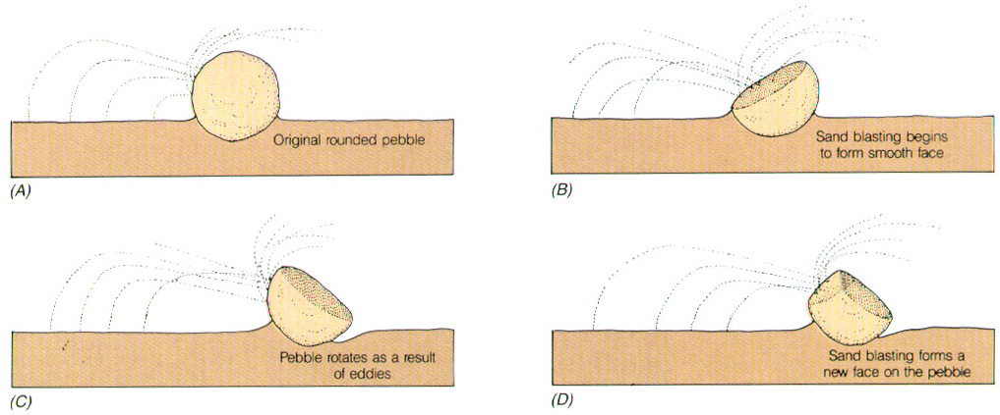 Original rounded pebble
(A)
Sand blasting begins
to form smooth face
(B)
Pebble rotates as a result
of eddies
(C)
Sand blasting forms a
new face on the pebble
(D)